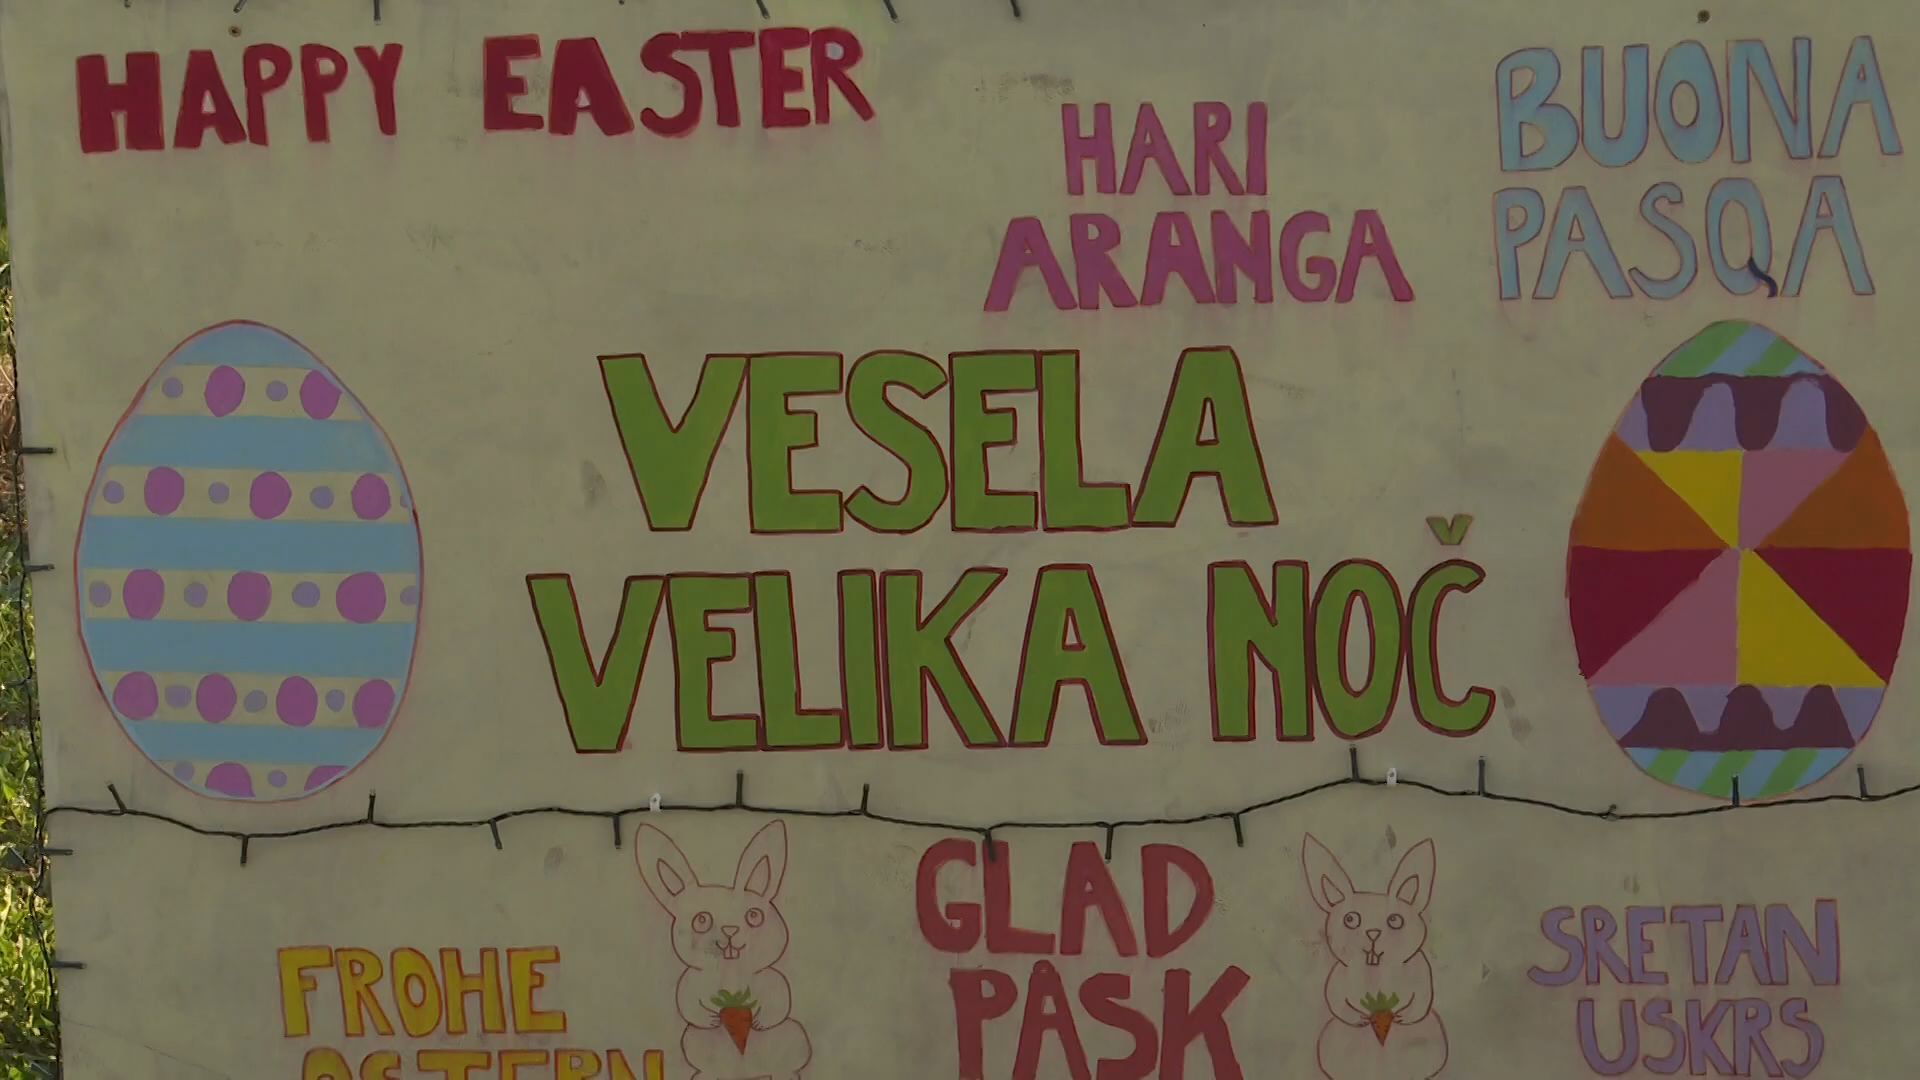 HAPPY EASTER
HARI
ARANGA
BUONA
PASQA
VESELA
VELIKA NOČ
FROHE
OSTERN
GLAD
PASK
SRETAN
USKRS